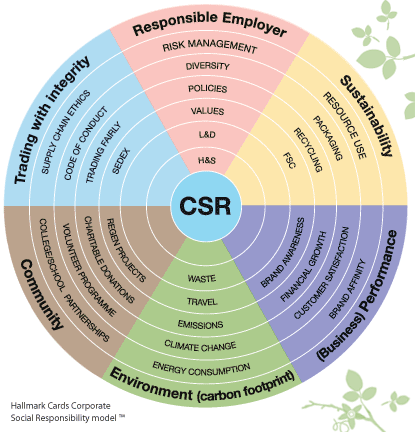 Responsible Employer
RISK MANAGEMENT
DIVERSITY
POLICIES
VALUES
L&D
H&S
Sustainability
RESOURCE USE
PACKAGING
RECYCLING
FSC
(Business) Performance
BRAND AFFINITY
CUSTOMER SATISFACTION
FINANCIAL GROWTH
BRAND AWARENESS
WASTE
TRAVEL
EMISSIONS
CLIMATE CHANGE
ENERGY CONSUMPTION
Environment (carbon footprint)
Community
COLLEGE/SCHOOL PARTNERSHIPS
VOLUNTEER PROGRAMME
CHARITABLE DONATIONS
REGEN PROJECTS
Trading with integrity
SUPPLY CHAIN ETHICS
CODE OF CONDUCT
TRADING FAIRLY
SEDEX
CSR
Hallmark Cards Corporate
Social Responsibility model ™